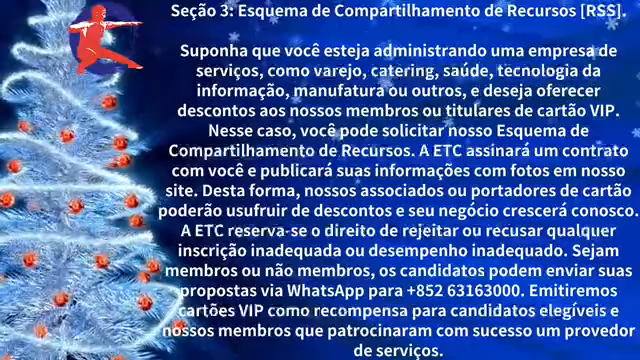 Seção 3: Esquema de Compartilhamento de Recursos [RSS].
Suponha que você esteja administrando uma empresa de
serviços, como varejo, catering, saúde, tecnologia da
informação, manufatura ou outros, e deseja oferecer
descontos aos nossos membros ou titulares de cartão VIP.
Nesse caso, você pode solicitar nosso Esquema de
Compartilhamento de Recursos. A ETC assinará um contrato
com você e publicará suas informações com fotos em nosso
site. Desta forma, nossos associados ou portadores de cartão
poderão usufruir de descontos e seu negócio crescerá conosco.
A ETC reserva-se o direito de rejeitar ou recusar qualquer
inscrição inadequada ou desempenho inadequado. Sejam
membros ou não membros, os candidatos podem enviar suas
propostas via WhatsApp para +852 63163000. Emitiremos
cartões VIP como recompensa para candidatos elegíveis e
nossos membros que patrocinaram com sucesso um provedor
de serviços.